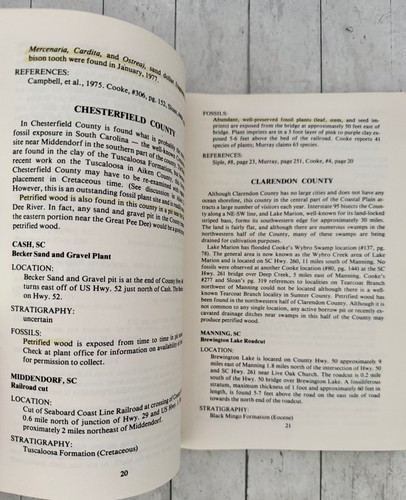 Mercenaria, Cardita, and Ostrea), sand dollar
bison tooth were found in January, 1977.
REFERENCES:
Campbell, et al., 1975. Cooke, #306, pg. 152, Sloan,
CHESTERFIELD COUNTY
In Chesterfield County is found what is probably the
fossil exposure in South Carolina — the well
site near Middendorf in the southern part of the
are found in the clay of the Tuscaloosa Formation,
recent work on the Tuscaloosa in Aiken County
Chesterfield County may have to be re-examined
placement in Cretaceous time. (See discussion
However, this is an outstanding fossil plant site and
Petrified wood is also found in this county in a
Dee River. In fact, any sand and gravel pit in the
the eastern portion near the Great Pee Dee) would be a
petrified wood.
CASH, SC
Becker Sand and Gravel Plant
LOCATION:
Becker Sand and Gravel pit is at the end of County
turns east off of US Hwy. 52 just north of Cash. The
on Hwy. 52.
STRATIGRAPHY:
uncertain
FOSSILS:
Petrified wood is exposed from time to time in
Check at plant office for information on availability of
for permission to collect.
MIDDENDORF, SC
Railroad cut
LOCATION:
Cut of Seaboard Coast Line Railroad at crossing of County
0.6 mile north of junction of Hwy. 29 and US Hwy.
proximately 2 miles northeast of Middendorf.
STRATIGRAPHY:
Tuscaloosa Formation (Cretaceous)
20
FOSSILS:
Abundant, well-preserved fossil plants (leaf, stem, and seed im-
prints) are exposed from the bridge at approximately 50 feet east of
bridge. Plant imprints are in a 3 foot layer of pink to purple clay ex-
posed 5-6 feet above the bed of the railroad. Cooke reports 41
species of plants; Murray claims 63 species.
REFERENCES:
Siple, #8, page 23, Murray, page 251, Cooke, #4, page 20
CLARENDON COUNTY
Although Clarendon County has no large cities and does not have any
ocean shoreline, this county in the central part of the Coastal Plain at-
tracts a large number of visitors each year. Interstate 95 bisects the Coun-
ty along a NE-SW line, and Lake Marion, well-known for its land-locked
striped bass, forms its southwestern edge for approximately 30 miles.
The land is fairly flat, and although there are numerous swamps in the
northwestern half of the County, many of these swamps are being
drained for cultivation purposes.
Lake Marion has flooded Cooke's Wybro Swamp location (#137, pg.
78). The general area is now known as the Wybro Creek area of Lake
Marion and is located on SC Hwy. 260, 11 miles south of Manning. No
fossils were observed at another Cooke location (#80, pg. 144) at the SC
Hwy. 261 bridge over Deep Creek, 5 miles east of Manning. Cooke's
#277 and Sloan's pg. 319 references to localities on Tearcoat Branch
northwest of Manning could not be located although there is a well-
known Tearcoat Branch locality in Sumter County. Petrified wood has
been found in the northwestern half of Clarendon County. Although it is
not common to any single location, any active borrow pit or recently ex-
cavated drainage ditches near swamps in this half of the County may
produce petrified wood.
MANNING, SC
Brewington Lake Roadcut
LOCATION:
Brewington Lake is located on County Hwy. 50 approximately 9
miles east of Manning 1.8 miles north of the intersection of Hwy. 50
and SC Hwy. 261 near Live Oak Church. The roadcut is 0.2 mile
south of the Hwy. 50 bridge over Brewington Lake. A fossiliferous
stratum, maximum thickness of 1 foot and approximately 60 feet in
length, is found 5-7 feet above the road on the east side of road
towards the north end of the roadcut.
STRATIGRAPHY:
Black Mingo Formation (Eocene)
21